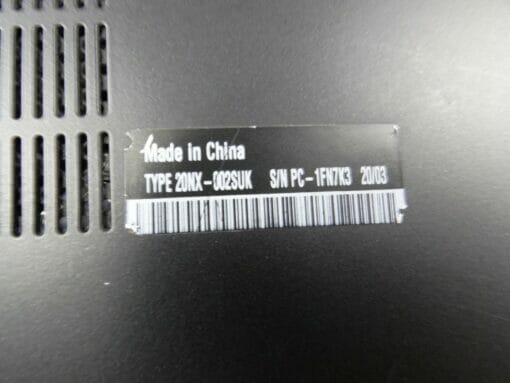 Made in China
TYPE 20NX-002SUK S/N PC-1FN7K3 20/03